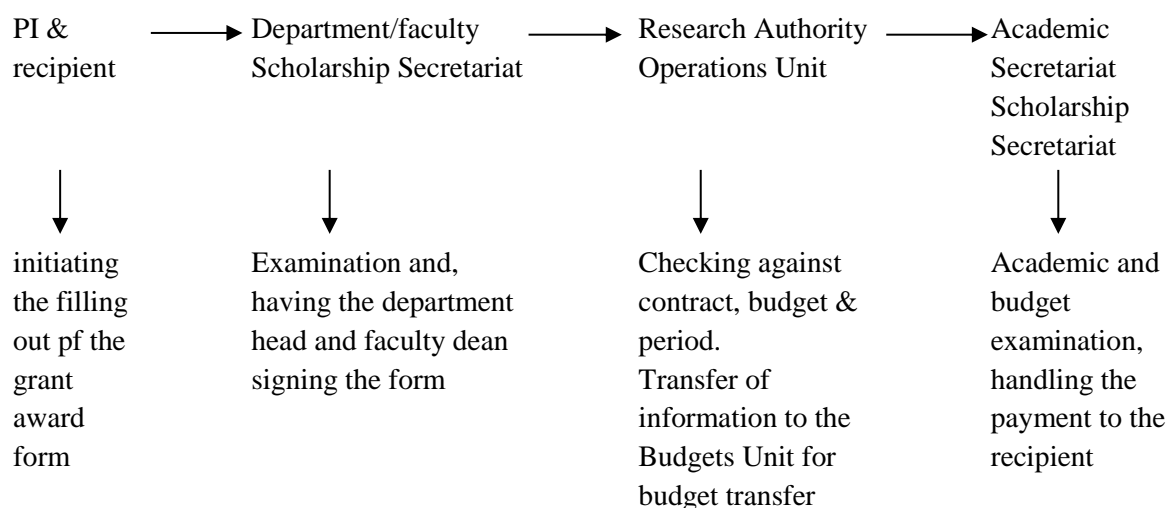 PI &
recipient
Department/faculty
Scholarship Secretariat
Research Authority
Operations Unit
Academic
Secretariat
Scholarship
Secretariat
initiating
the filling
out pf the
grant
award
form
Examination and,
having the department
head and faculty dean
signing the form
Checking against
contract, budget &
period.
Transfer of
information to the
Budgets Unit for
budget transfer
Academic and
budget
examination,
handling the
payment to the
recipient